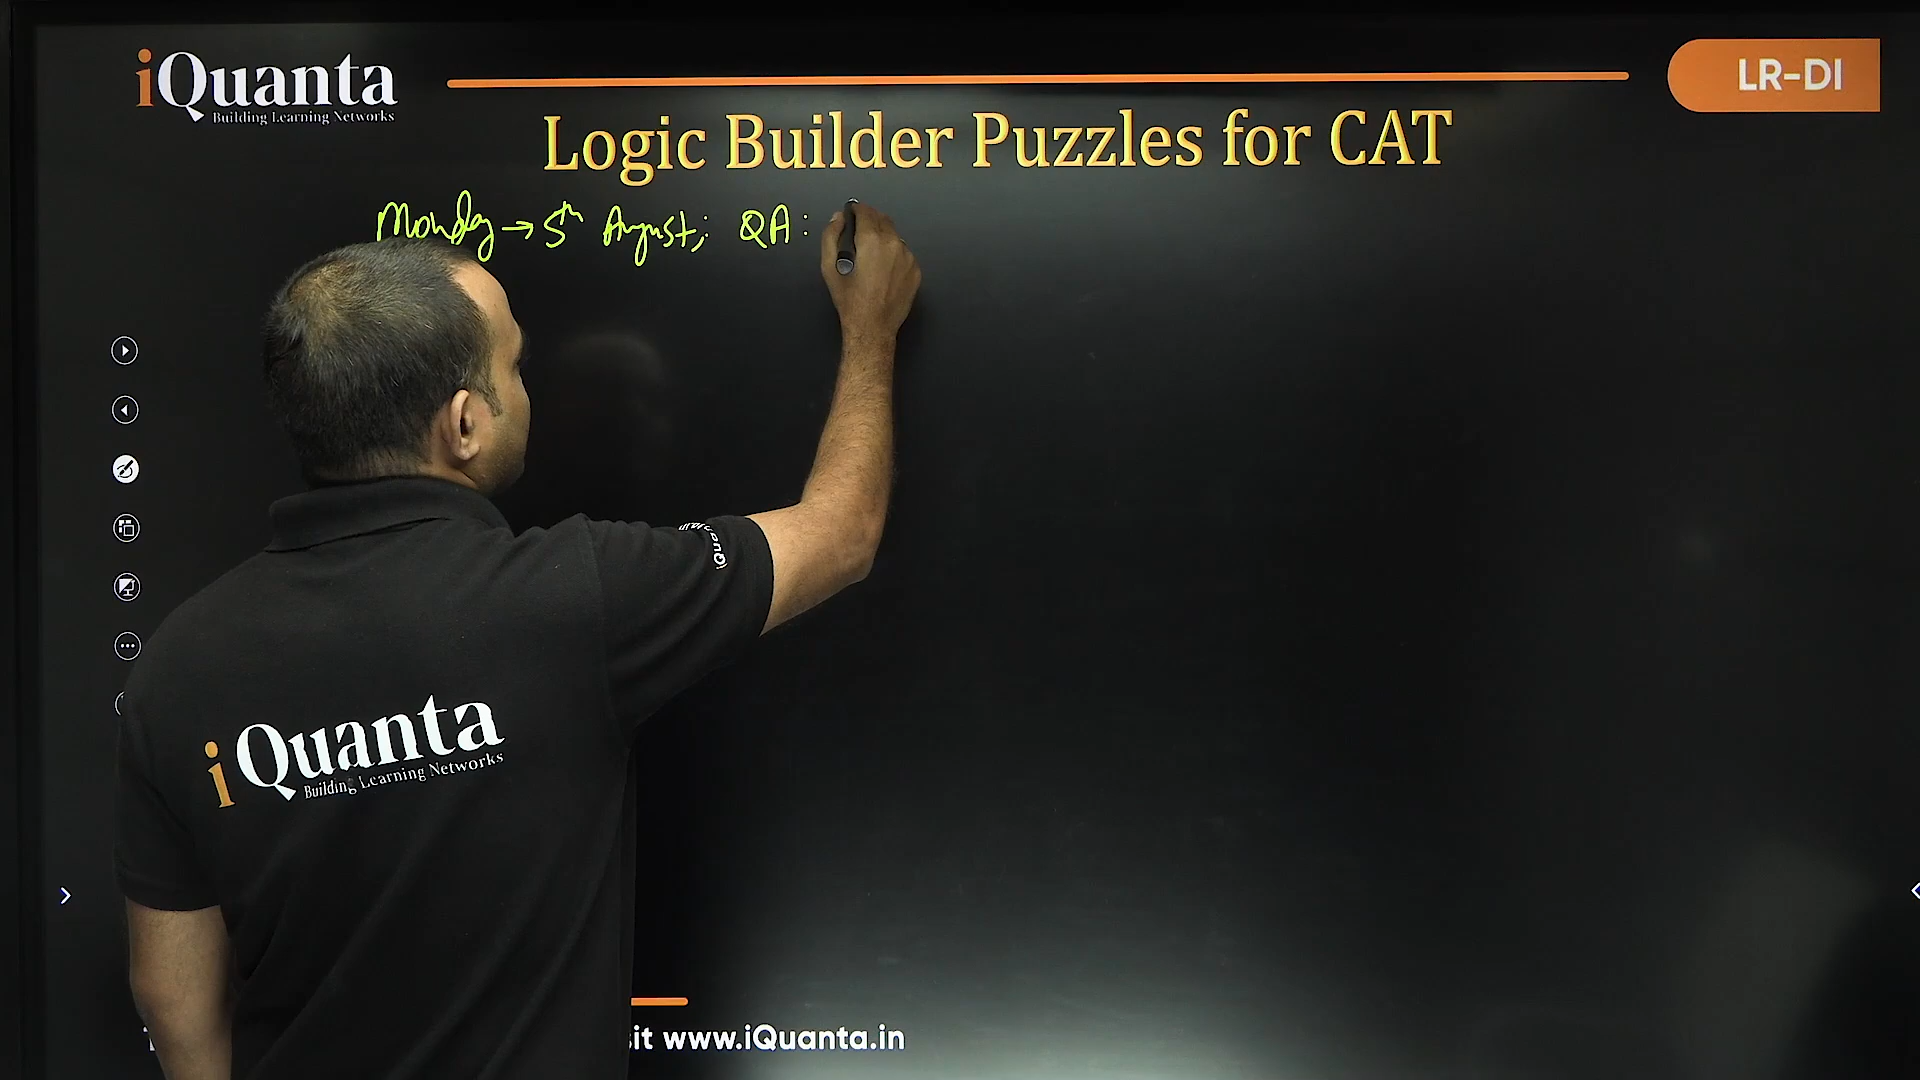 iQuanta
Building Learning Networks
LR-DI
Logic Builder Puzzles for CAT
Monday → 5th August; QA:
iQuanta
iQuanta
Building Learning Networks
www.iQuanta.in